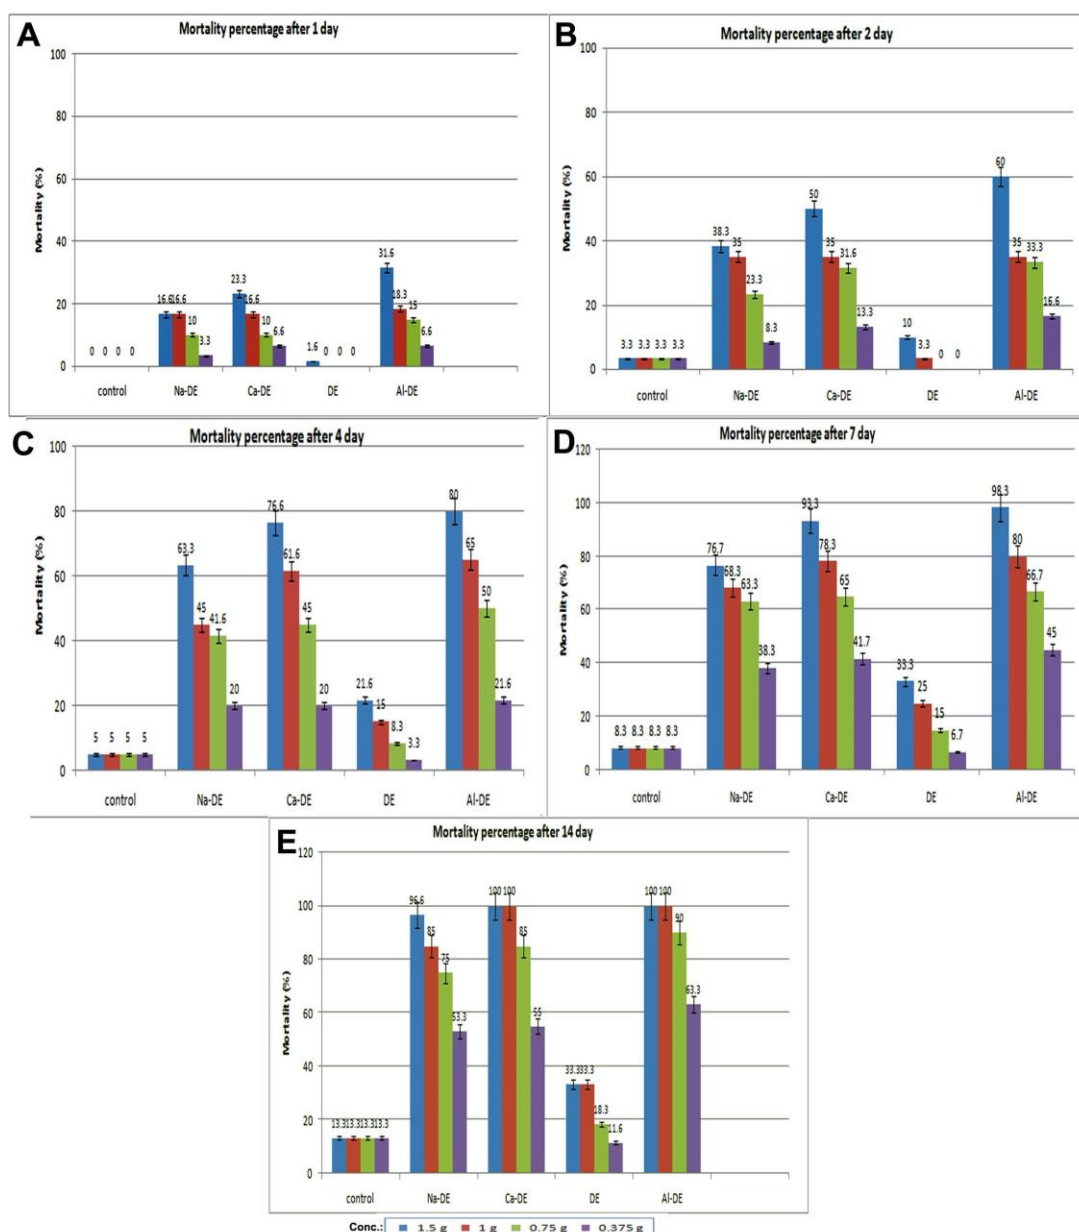 A
Mortality percentage after 1 day
Mortality (%)
100
80
60
40
20
0
0 0 0 0
16.6 16.6 10 3.3
23.3 16.6 10 6.6
1.6 0 0 0
31.6 18.3 15 6.6
control Na-DE Ca-DE DE Al-DE
B
Mortality percentage after 2 day
Mortality (%)
100
80
60
40
20
0
3.3 3.3 3.3 3.3
38.3 35 23.3 8.3
50 35 31.6 13.3
10 3.3 0 0
60 35 33.3 16.6
control Na-DE Ca-DE DE Al-DE
C
Mortality percentage after 4 day
Mortality (%)
100
80
60
40
20
0
5 5 5 5
63.3 45 41.6 20
76.6 61.6 45 20
21.6 15 8.3 3.3
80 65 50 21.6
control Na-DE Ca-DE DE Al-DE
D
Mortality percentage after 7 day
Mortality (%)
120
100
80
60
40
20
0
8.3 8.3 8.3 8.3
76.7 68.3 63.3 38.3
93.3 78.3 65 41.7
33.3 25 15 6.7
98.3 80 66.7 45
control Na-DE Ca-DE DE Al-DE
E
Mortality percentage after 14 day
Mortality (%)
120
100
80
60
40
20
0
13.3 13.3 13.3 13.3
96.6 85 75 53.3
100 100 85 55
33.3 33.3 18.3 11.6
100 100 90 63.3
control Na-DE Ca-DE DE Al-DE
Conc.: 1.5 g 1 g 0.75 g 0.375 g